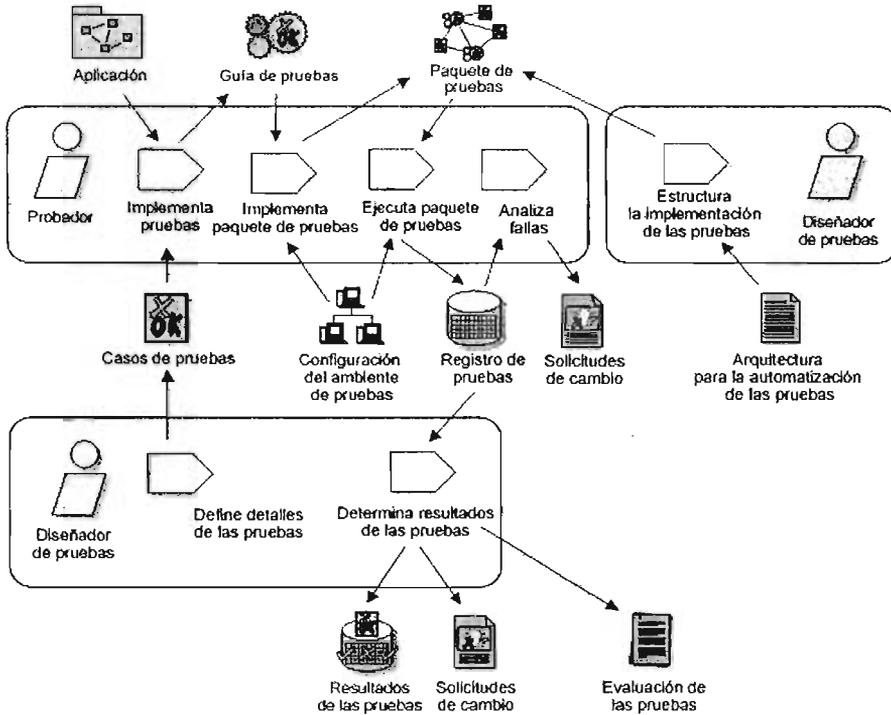 Aplicación
Guía de pruebas
Paquete de
pruebas
Probador
Implementa
pruebas
Implementa
paquete de pruebas
Ejecuta paquete
de pruebas
Analiza
fallas
Estructura
la implementación
de las pruebas
Diseñador
de pruebas
OK
Casos de pruebas
Configuración
del ambiente
de pruebas
Registro de
pruebas
Solicitudes
de cambio
Arquitectura
para la automatización
de las pruebas
Diseñador
de pruebas
Define detalles
de las pruebas
Determina resultados
de las pruebas
Resultados
de las pruebas
Solicitudes
de cambio
Evaluación de
las pruebas